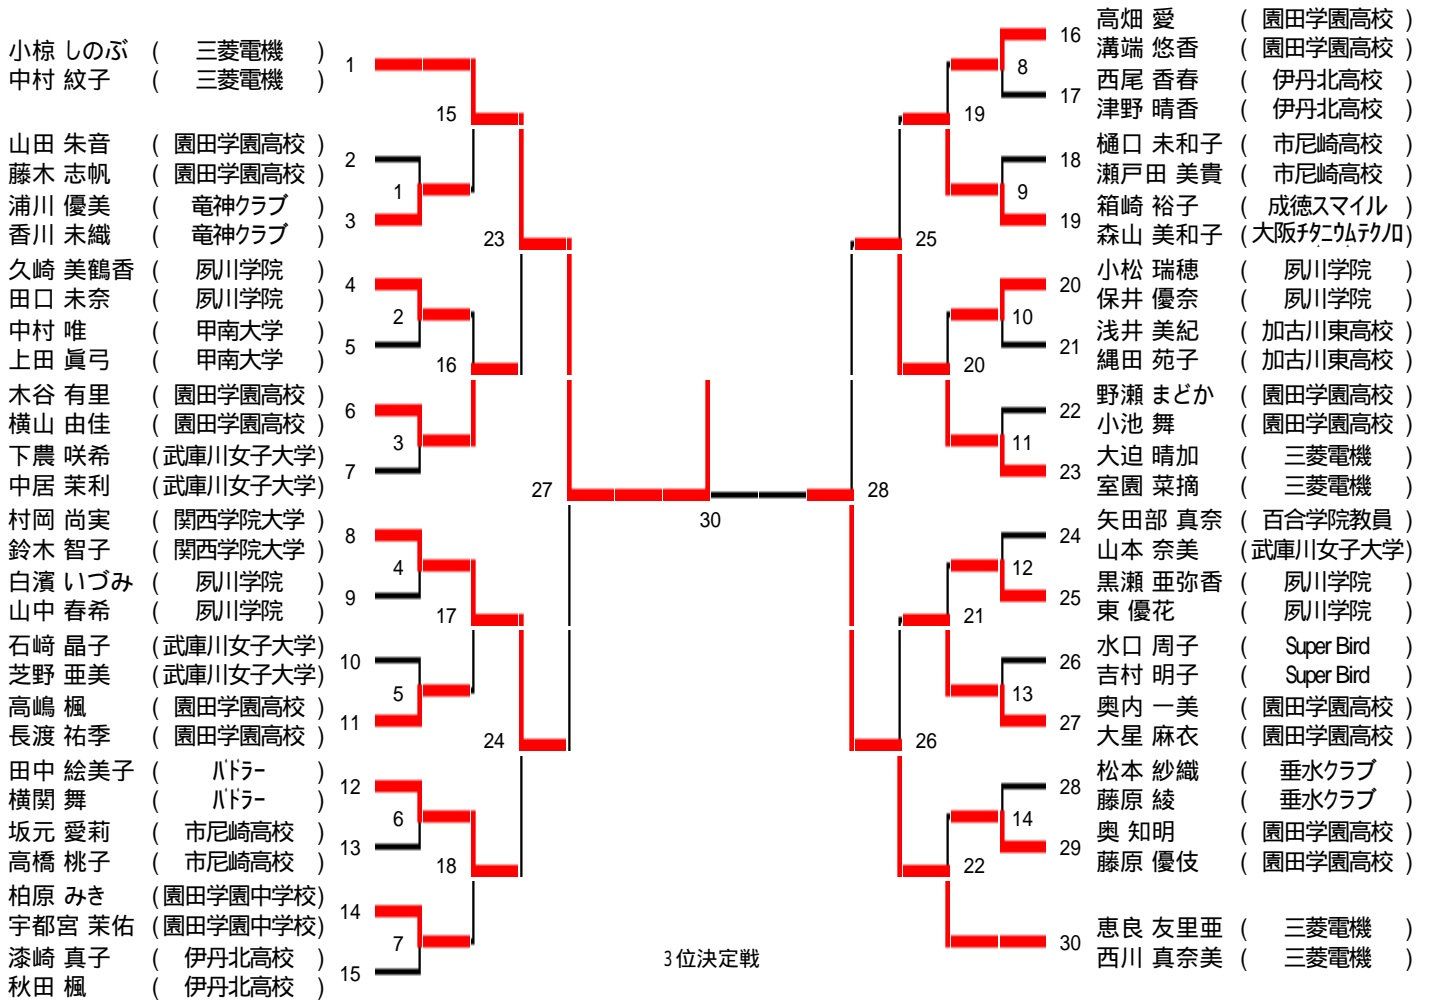 小椋 しのぶ ( 三菱電機 ) 1
中村 紋子 ( 三菱電機 )
山田 朱音 ( 園田学園高校 ) 2
藤木 志帆 ( 園田学園高校 )
浦川 優美 ( 竜神クラブ ) 3
香川 未織 ( 竜神クラブ )
久崎 美鶴香 ( 夙川学院 ) 4
田口 未奈 ( 夙川学院 )
中村 唯 ( 甲南大学 ) 5
上田 眞弓 ( 甲南大学 )
木谷 有里 ( 園田学園高校 ) 6
横山 由佳 ( 園田学園高校 )
下農 咲希 ( 武庫川女子大学) 7
中居 茉利 ( 武庫川女子大学)
村岡 尚実 ( 関西学院大学 ) 8
鈴木 智子 ( 関西学院大学 )
白濱 いづみ ( 夙川学院 ) 9
山中 春希 ( 夙川学院 )
石﨑 晶子 ( 武庫川女子大学) 10
芝野 亜美 ( 武庫川女子大学)
高嶋 楓 ( 園田学園高校 ) 11
長渡 祐季 ( 園田学園高校 )
田中 絵美子 ( バドラー ) 12
横関 舞 ( バドラー )
坂元 愛莉 ( 市尼崎高校 ) 13
高橋 桃子 ( 市尼崎高校 )
柏原 みき ( 園田学園中学校) 14
宇都宮 茉佑 ( 園田学園中学校)
漆崎 真子 ( 伊丹北高校 ) 15
秋田 楓 ( 伊丹北高校 )
1
2
3
4
5
6
7
15
16
17
18
23
24
27
30
3位決定戦
28
25
26
19
20
21
22
8
9
10
11
12
13
14
16 高畑 愛 ( 園田学園高校 )
溝端 悠香 ( 園田学園高校 )
17 西尾 香春 ( 伊丹北高校 )
津野 晴香 ( 伊丹北高校 )
18 樋口 未和子 ( 市尼崎高校 )
瀬戸田 美貴 ( 市尼崎高校 )
19 箱崎 裕子 ( 成徳スマイル )
森山 美和子 ( 大阪チタニウムテクノロ)
20 小松 瑞穂 ( 夙川学院 )
保井 優奈 ( 夙川学院 )
21 浅井 美紀 ( 加古川東高校 )
縄田 苑子 ( 加古川東高校 )
22 野瀬 まどか ( 園田学園高校 )
小池 舞 ( 園田学園高校 )
23 大迫 晴加 ( 三菱電機 )
室園 菜摘 ( 三菱電機 )
24 矢田部 真奈 ( 百合学院教員 )
山本 奈美 ( 武庫川女子大学)
25 黒瀬 亜弥香 ( 夙川学院 )
東 優花 ( 夙川学院 )
26 水口 周子 ( Super Bird )
吉村 明子 ( Super Bird )
27 奥内 一美 ( 園田学園高校 )
大星 麻衣 ( 園田学園高校 )
28 松本 紗織 ( 垂水クラブ )
藤原 綾 ( 垂水クラブ )
29 奥 知明 ( 園田学園高校 )
藤原 優伎 ( 園田学園高校 )
30 恵良 友里亜 ( 三菱電機 )
西川 真奈美 ( 三菱電機 )